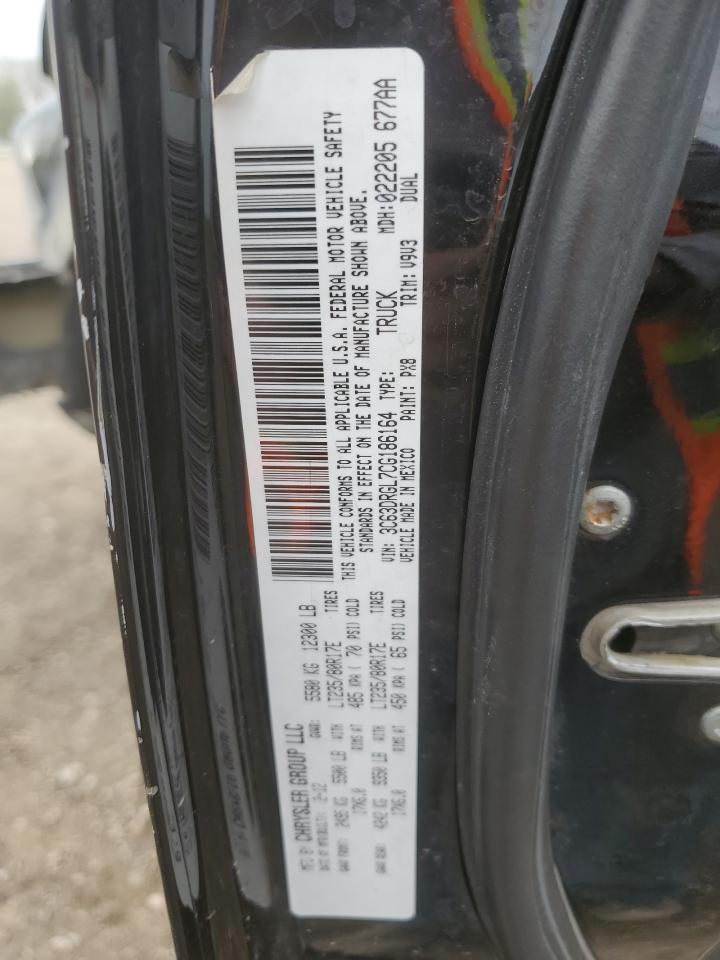 MFD BY: CHRYSLER GROUP LLC
DATE OF MFR: 2-12 GVWR: 5580 KG 12300 LB
GAWR FRONT: 2495 KG 5500 LB WITH LT235/80R17E TIRES
17X6.0 RIMS AT 485 KPA ( 70 PSI) COLD
GAWR REAR: 4242 KG 9350 LB WITH LT235/80R17E TIRES
17X6.0 RIMS AT 450 KPA ( 65 PSI) COLD
THIS VEHICLE CONFORMS TO ALL APPLICABLE U.S.A. FEDERAL MOTOR VEHICLE SAFETY
STANDARDS IN EFFECT ON THE DATE OF MANUFACTURE SHOWN ABOVE.
VIN: 3C63DRGL7CG186164 TYPE: TRUCK MDH: 022205 677AA
VEHICLE MADE IN MEXICO PAINT: PX8 TRIM: V9V3 DUAL